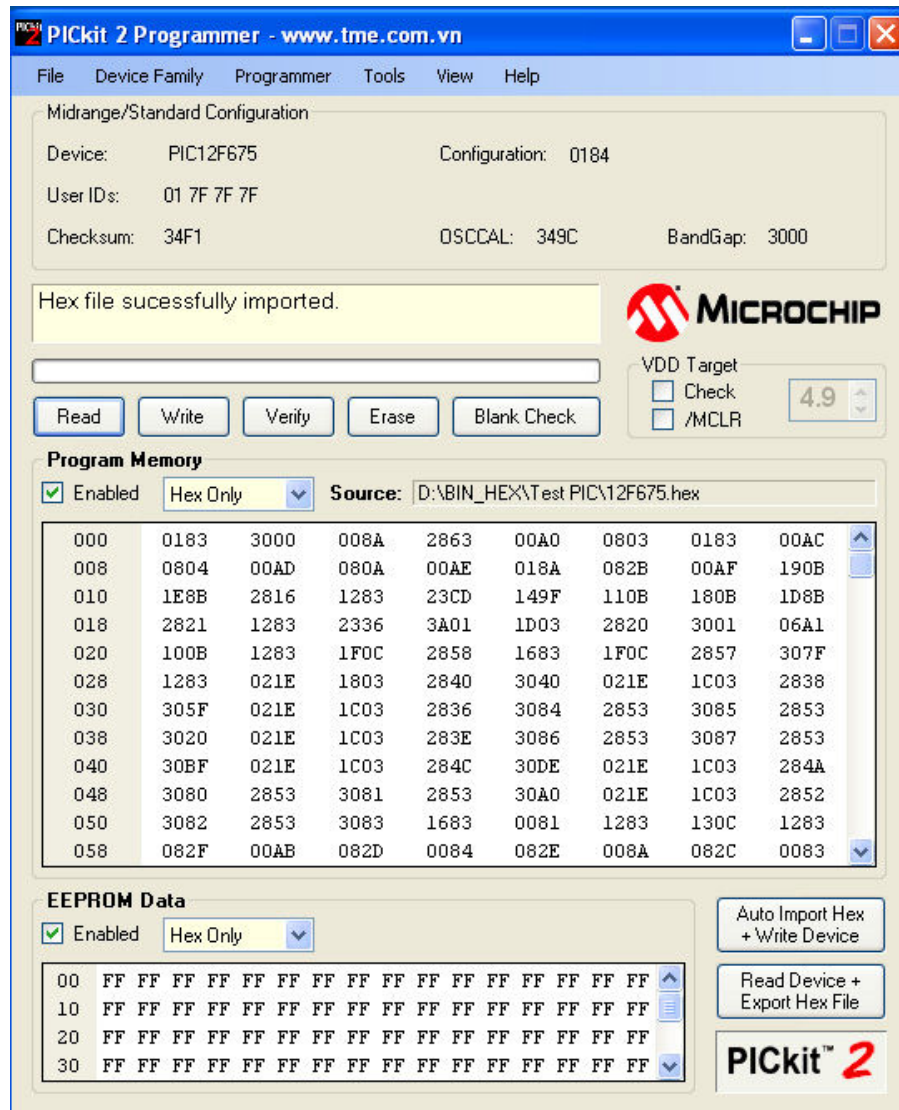 PICkit 2 Programmer - www.tme.com.vn
File Device Family Programmer Tools View Help
Midrange/Standard Configuration
Device: PIC12F675 Configuration: 0184
User IDs: 01 7F 7F 7F
Checksum: 34F1 OSCCAL: 349C BandGap: 3000
Hex file sucessfully imported.
MICROCHIP
VDD Target
Check
/MCLR
4.9
Read Write Verify Erase Blank Check
Program Memory
Enabled Hex Only Source: D:\BIN_HEX\Test PIC\12F675.hex
000 0183 3000 008A 2863 00A0 0803 0183 00AC
008 0804 00AD 080A 00AE 018A 082B 00AF 190B
010 1E8B 2816 1283 23CD 149F 110B 180B 1D8B
018 2821 1283 2336 3A01 1D03 2820 3001 06A1
020 100B 1283 1F0C 2858 1683 1F0C 2857 307F
028 1283 021E 1803 2840 3040 021E 1C03 2838
030 305F 021E 1C03 2836 3084 2853 3085 2853
038 3020 021E 1C03 283E 3086 2853 3087 2853
040 30BF 021E 1C03 284C 30DE 021E 1C03 284A
048 3080 2853 3081 2853 30A0 021E 1C03 2852
050 3082 2853 3083 1683 0081 1283 130C 1283
058 082F 00AB 082D 0084 082E 008A 082C 0083
EEPROM Data
Enabled Hex Only
00 FF FF FF FF FF FF FF FF FF FF FF FF FF FF FF FF
10 FF FF FF FF FF FF FF FF FF FF FF FF FF FF FF FF
20 FF FF FF FF FF FF FF FF FF FF FF FF FF FF FF FF
30 FF FF FF FF FF FF FF FF FF FF FF FF FF FF FF FF
Auto Import Hex
+ Write Device
Read Device +
Export Hex File
PICkit™ 2